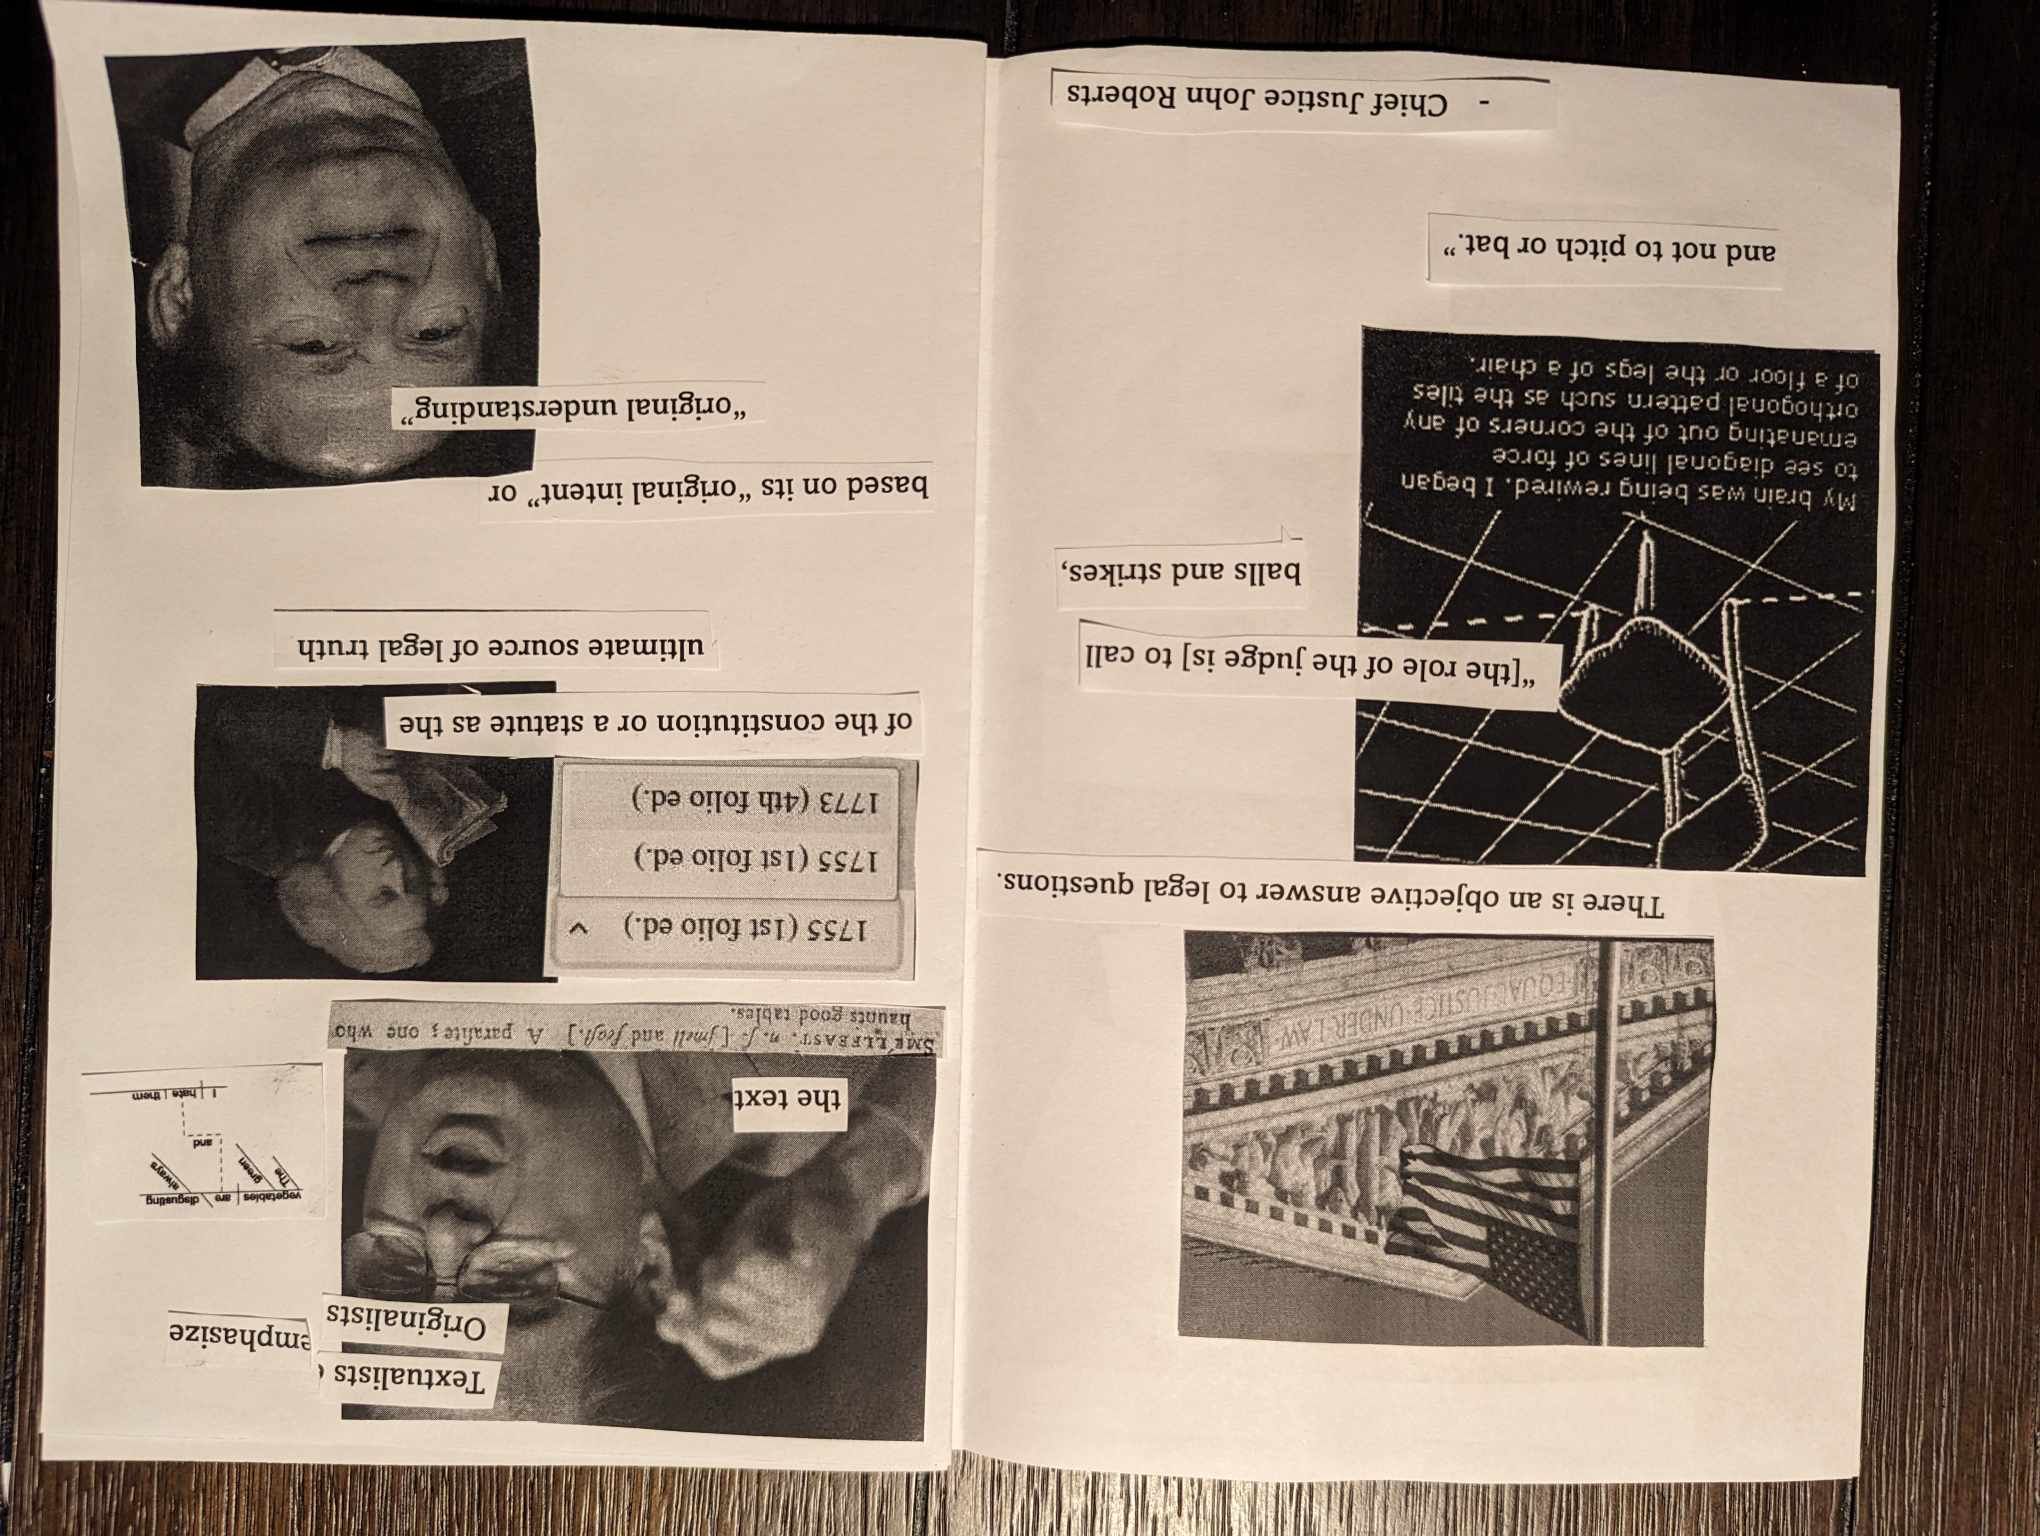 EQUAL JUSTICE UNDER LAW
There is an objective answer to legal questions.
“[the role of the judge is] to call
balls and strikes,
My brain was being rewired. I began
to see diagonal lines of force
emanating out of the corners of any
orthogonal pattern such as the tiles
of a floor or the legs of a chair.
and not to pitch or bat.”
- Chief Justice John Roberts
Textualists
Originalists
emphasize
vegetables are disgusting
The green always
and
I hate them
the text
SME'LLFEAST. n. ſ. [ſmell and feaſt.] A paraſite; one who
haunts good tables.
1755 (1st folio ed.)
1755 (1st folio ed.)
1773 (4th folio ed.)
of the constitution or a statute as the
ultimate source of legal truth
based on its “original intent” or
“original understanding”